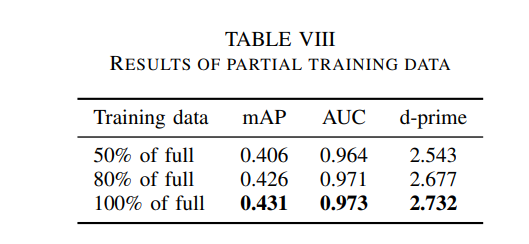 TABLE VIII
RESULTS OF PARTIAL TRAINING DATA
Training data mAP AUC d-prime
50% of full 0.406 0.964 2.543
80% of full 0.426 0.971 2.677
100% of full 0.431 0.973 2.732